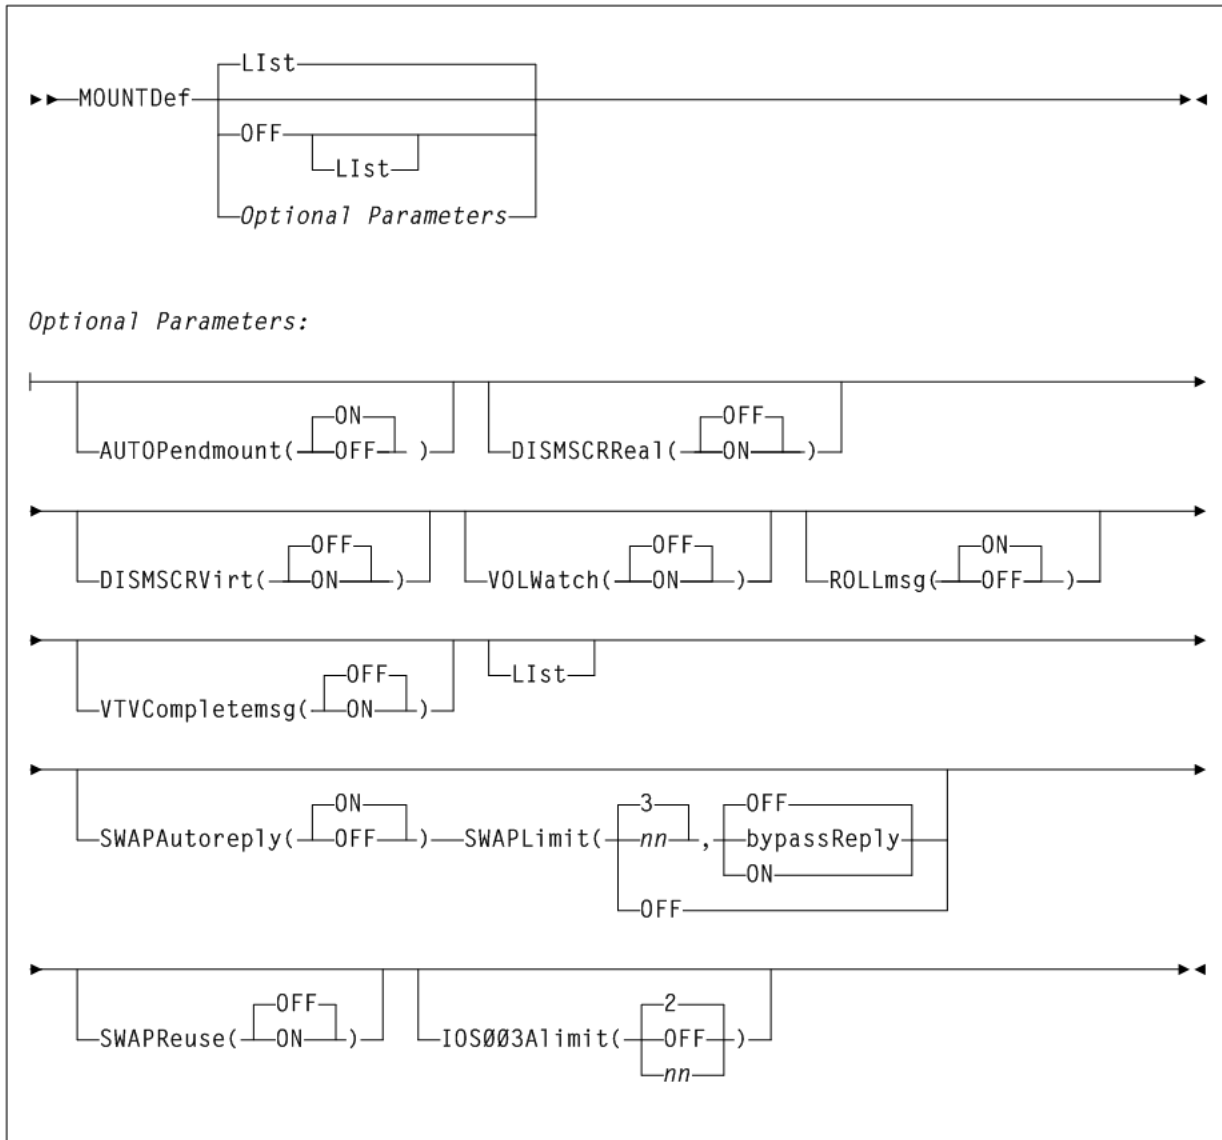 LIst
MOUNTDef
OFF
LIst
Optional Parameters
Optional Parameters:
ON OFF
AUTOPendmount( OFF ) DISMSCRReal( ON )
OFF OFF ON
DISMSCRVirt( ON ) VOLWatch( ON ) ROLLmsg( OFF )
OFF LIst
VTVCompletemsg( ON )
ON 3 OFF
SWAPAutoreply( OFF ) SWAPLimit( nn , bypassReply
ON
OFF
OFF 2
SWAPReuse( ON ) IOSØØ3Alimit( OFF )
nn